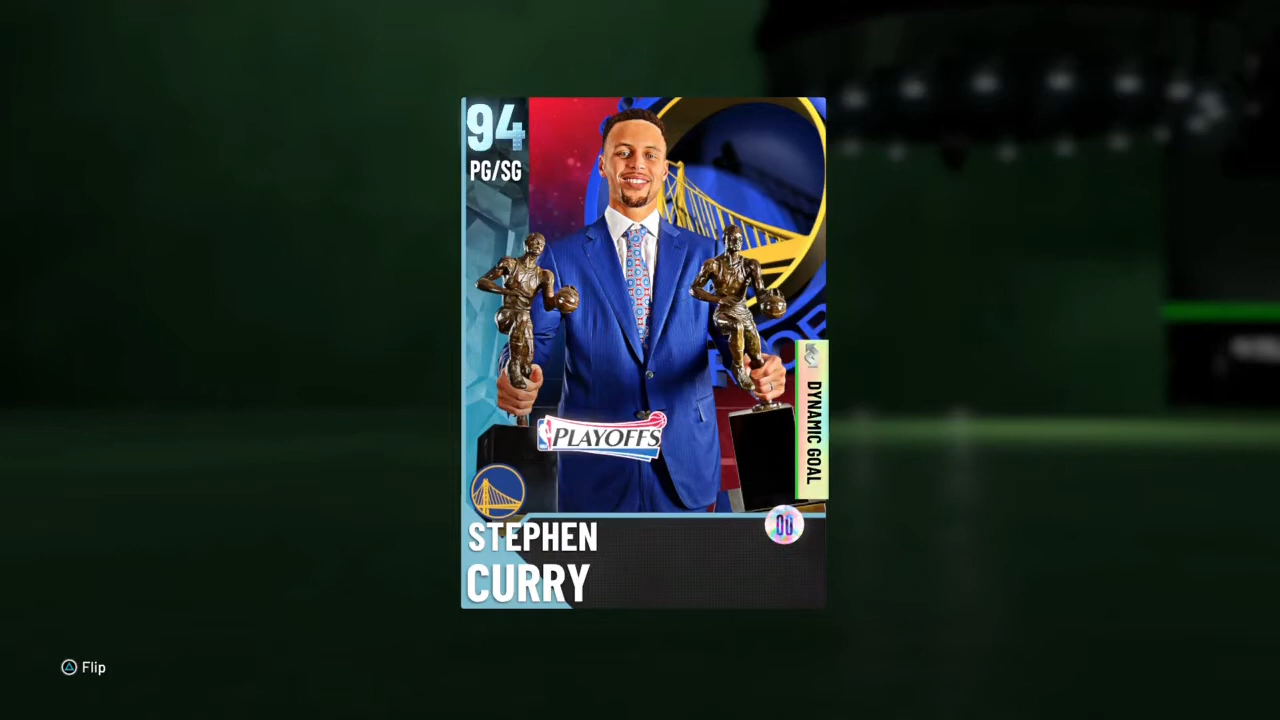 94
PG/SG
PLAYOFFS
DYNAMIC GOAL
00
STEPHEN
CURRY
Flip